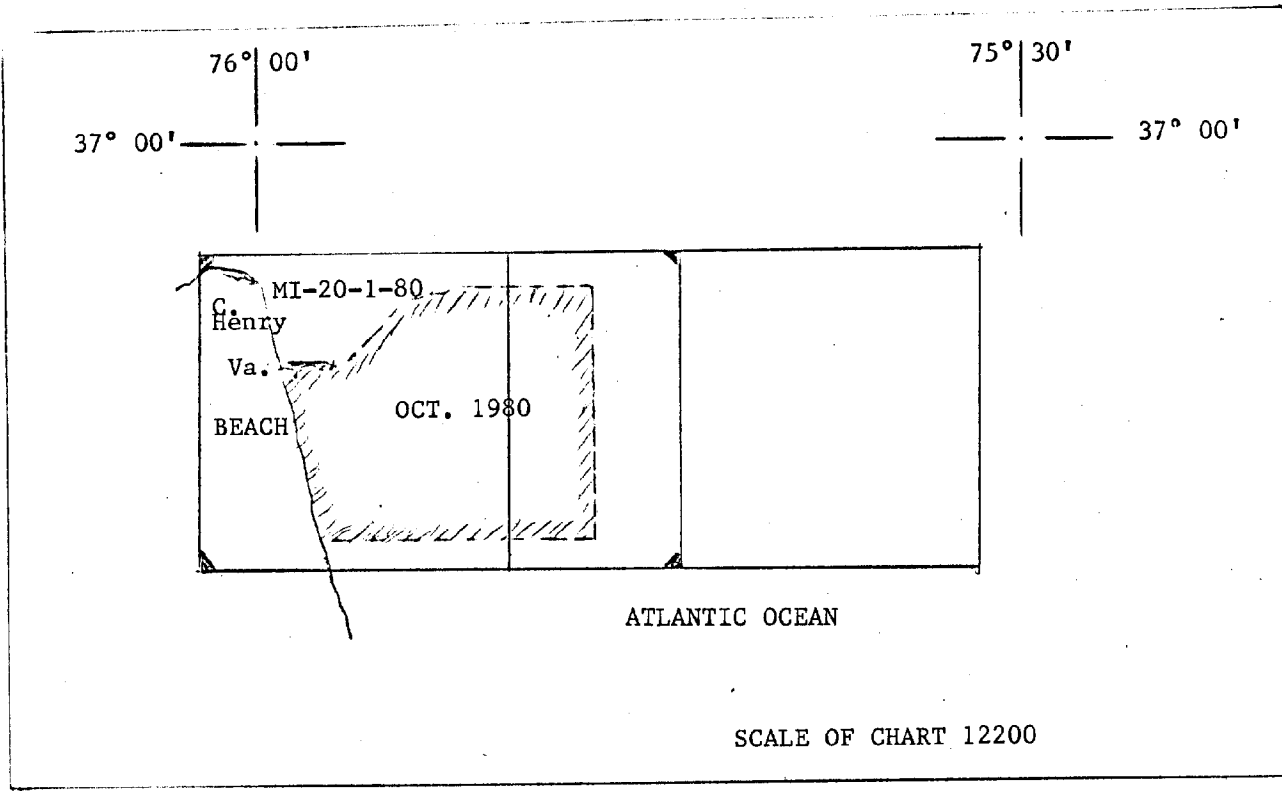 76° 00'
75° 30'
37° 00'
37° 00'
MI-20-1-80
C.
Henry
Va.
BEACH
OCT. 1980
ATLANTIC OCEAN
SCALE OF CHART 12200